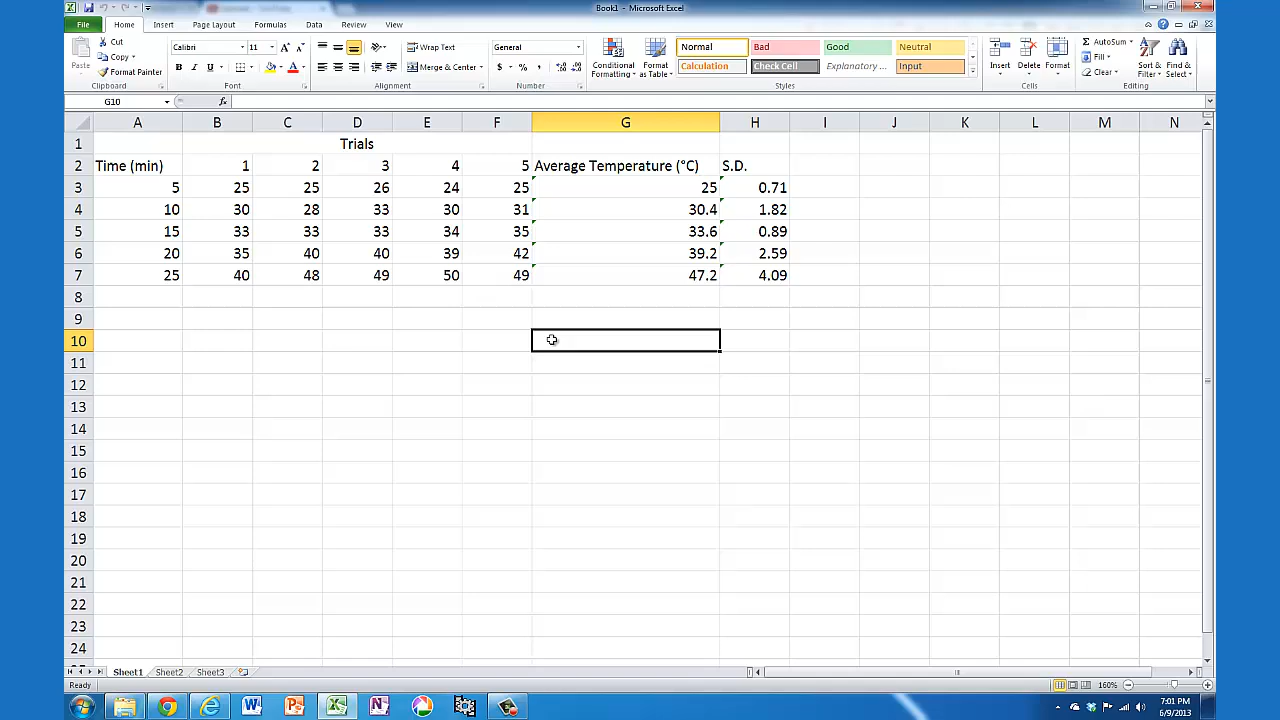 Book1 - Microsoft Excel
File Home Insert Page Layout Formulas Data Review View
Paste
Cut
Copy
Format Painter
Clipboard
Calibri 11
B I U
Font
Wrap Text
Merge & Center
Alignment
General
$ % ,
Number
Conditional Formatting
Format as Table
Normal Bad Good Neutral
Calculation Check Cell Explanatory ... Input
Styles
Insert Delete Format
Cells
AutoSum
Fill
Clear
Sort & Filter
Find & Select
Editing
G10 fx
A B C D E F G H I J K L M N
1 Trials
2 Time (min) 1 2 3 4 5 Average Temperature (°C) S.D.
3 5 25 25 26 24 25 25 0.71
4 10 30 28 33 30 31 30.4 1.82
5 15 33 33 33 34 35 33.6 0.89
6 20 35 40 40 39 42 39.2 2.59
7 25 40 48 49 50 49 47.2 4.09
8
9
10
11
12
13
14
15
16
17
18
19
20
21
22
23
24
Sheet1 Sheet2 Sheet3
Ready 160%
7:01 PM
6/9/2013